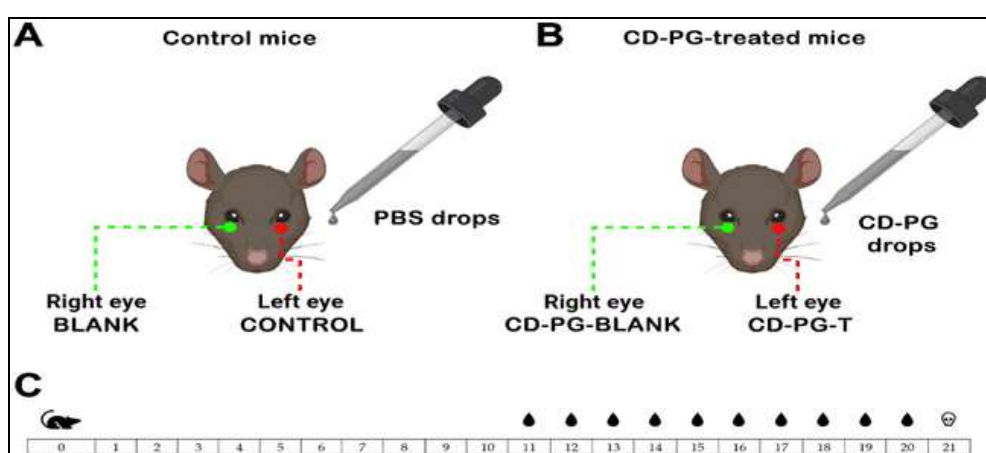 A
Control mice
PBS drops
Right eye
BLANK
Left eye
CONTROL
B
CD-PG-treated mice
CD-PG
drops
Right eye
CD-PG-BLANK
Left eye
CD-PG-T
C
0 1 2 3 4 5 6 7 8 9 10 11 12 13 14 15 16 17 18 19 20 21